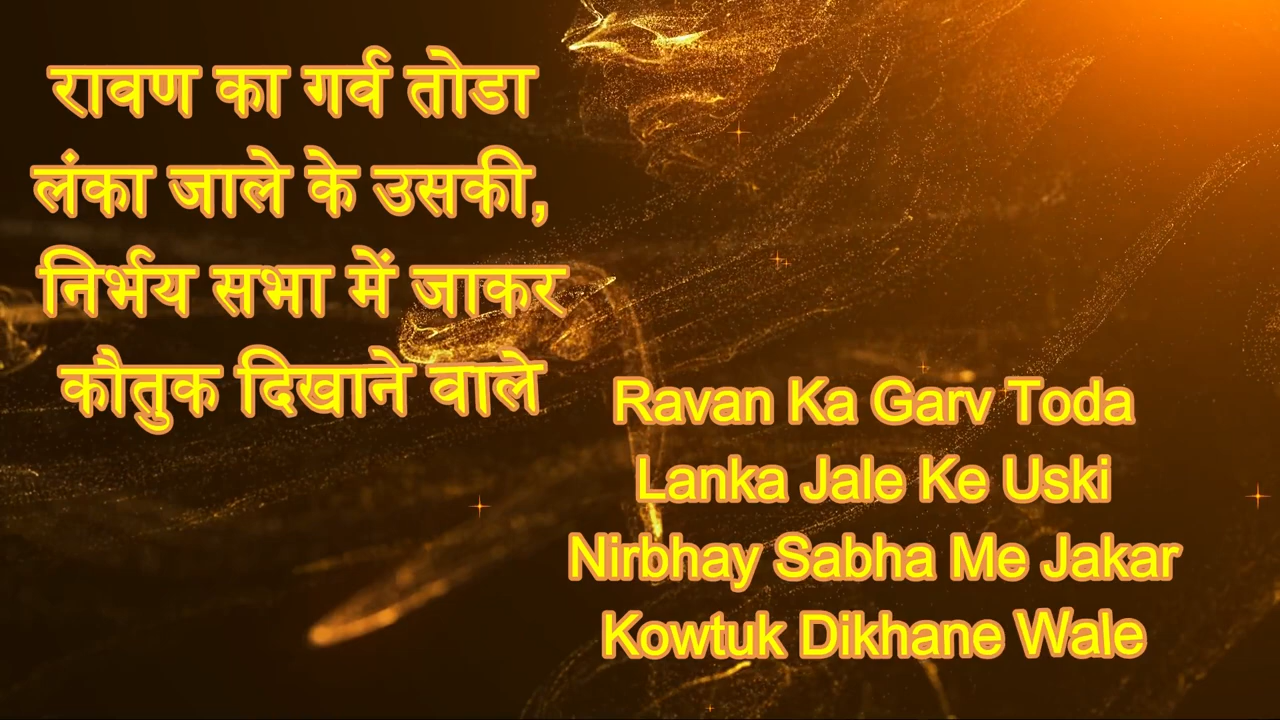 रावण का गर्व तोडा
लंका जाले के उसकी,
निर्भय सभा में जाकर
कौतुक दिखाने वाले
Ravan Ka Garv Toda
Lanka Jale Ke Uski
Nirbhay Sabha Me Jakar
Kowtuk Dikhane Wale